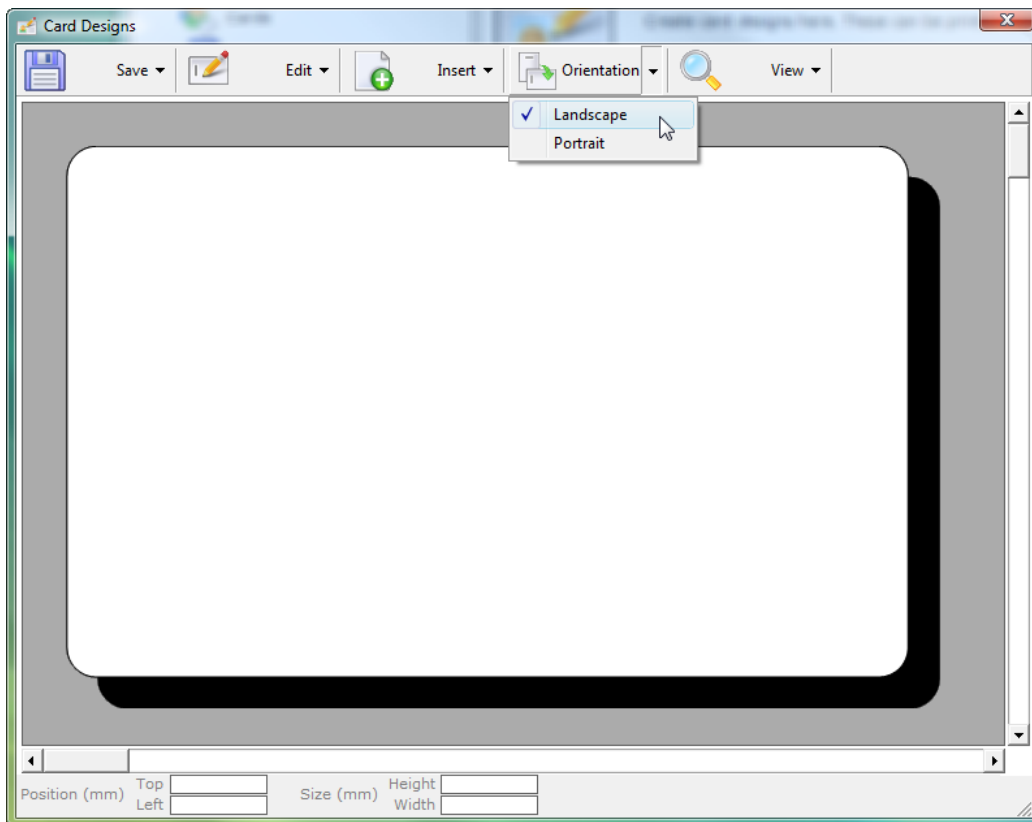 Card Designs
Save Edit Insert Orientation View
Landscape
Portrait
Position (mm) Top Size (mm) Height
Left Width